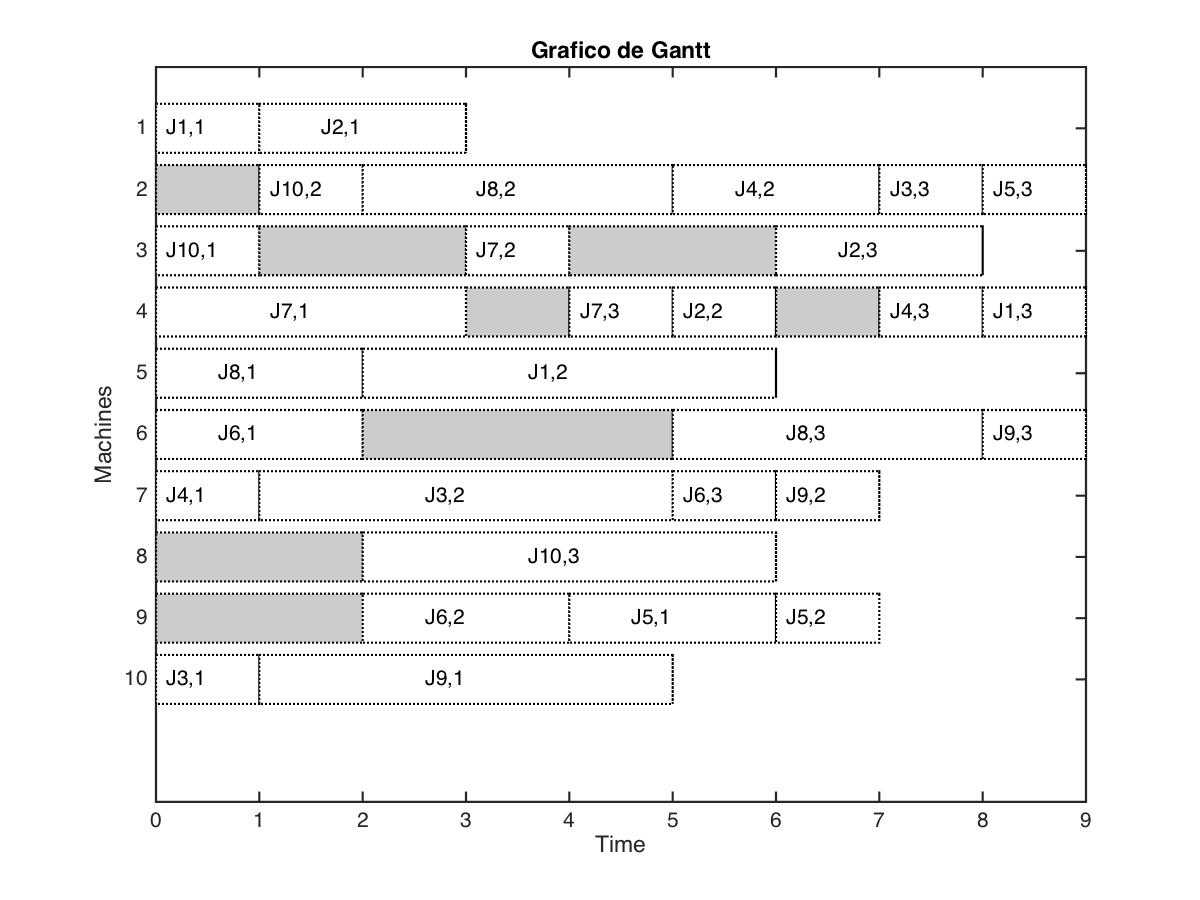 Grafico de Gantt
Machines
1 J1,1 J2,1
2 J10,2 J8,2 J4,2 J3,3 J5,3
3 J10,1 J7,2 J2,3
4 J7,1 J7,3 J2,2 J4,3 J1,3
5 J8,1 J1,2
6 J6,1 J8,3 J9,3
7 J4,1 J3,2 J6,3 J9,2
8 J10,3
9 J6,2 J5,1 J5,2
10 J3,1 J9,1
0 1 2 3 4 5 6 7 8 9
Time